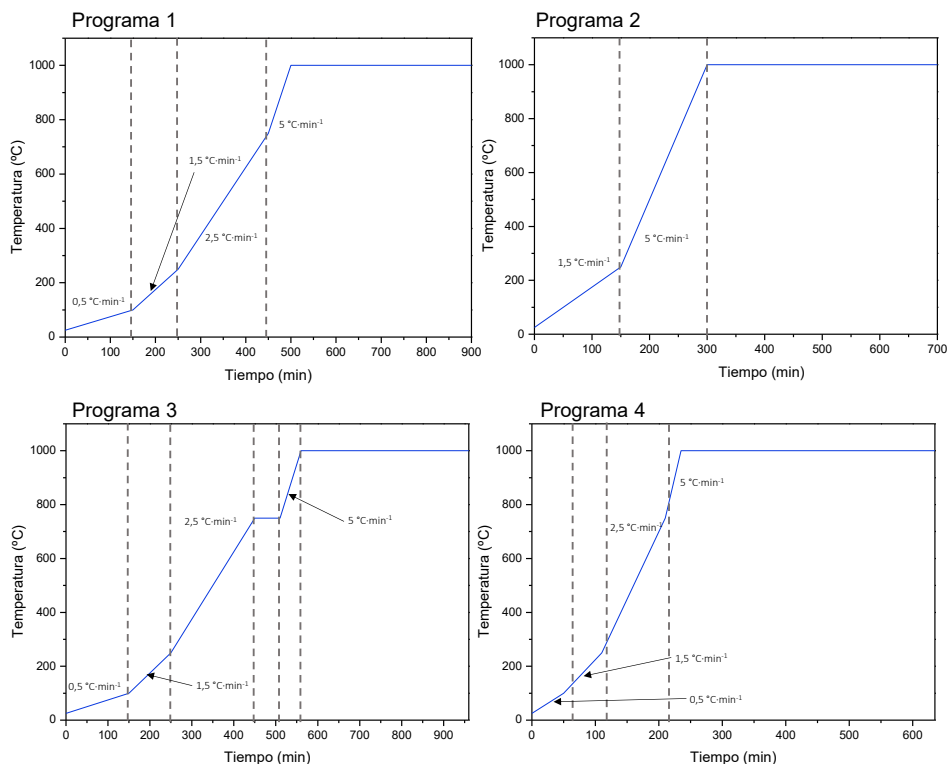 Programa 1
1000
800
600
400
200
0
Temperatura (ºC)
0,5 °C·min⁻¹
1,5 °C·min⁻¹
2,5 °C·min⁻¹
5 °C·min⁻¹
0 100 200 300 400 500 600 700 800 900
Tiempo (min)
Programa 2
1000
800
600
400
200
0
Temperatura (ºC)
1,5 °C·min⁻¹
5 °C·min⁻¹
0 100 200 300 400 500 600 700
Tiempo (min)
Programa 3
1000
800
600
400
200
0
Temperatura (ºC)
2,5 °C·min⁻¹
5 °C·min⁻¹
0,5 °C·min⁻¹
1,5 °C·min⁻¹
0 100 200 300 400 500 600 700 800 900
Tiempo (min)
Programa 4
1000
800
600
400
200
0
Temperatura (ºC)
5 °C·min⁻¹
2,5 °C·min⁻¹
1,5 °C·min⁻¹
0,5 °C·min⁻¹
0 100 200 300 400 500 600
Tiempo (min)